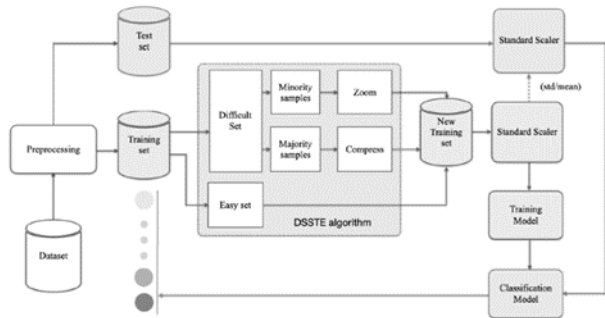 Test
set
Standard Scaler
Minority
samples
Zoom
(std/mean)
Difficult
Set
Preprocessing
Training
set
Majority
samples
Compress
New
Training
set
Standard Scaler
Easy set
DSSTE algorithm
Training
Model
Dataset
Classification
Model